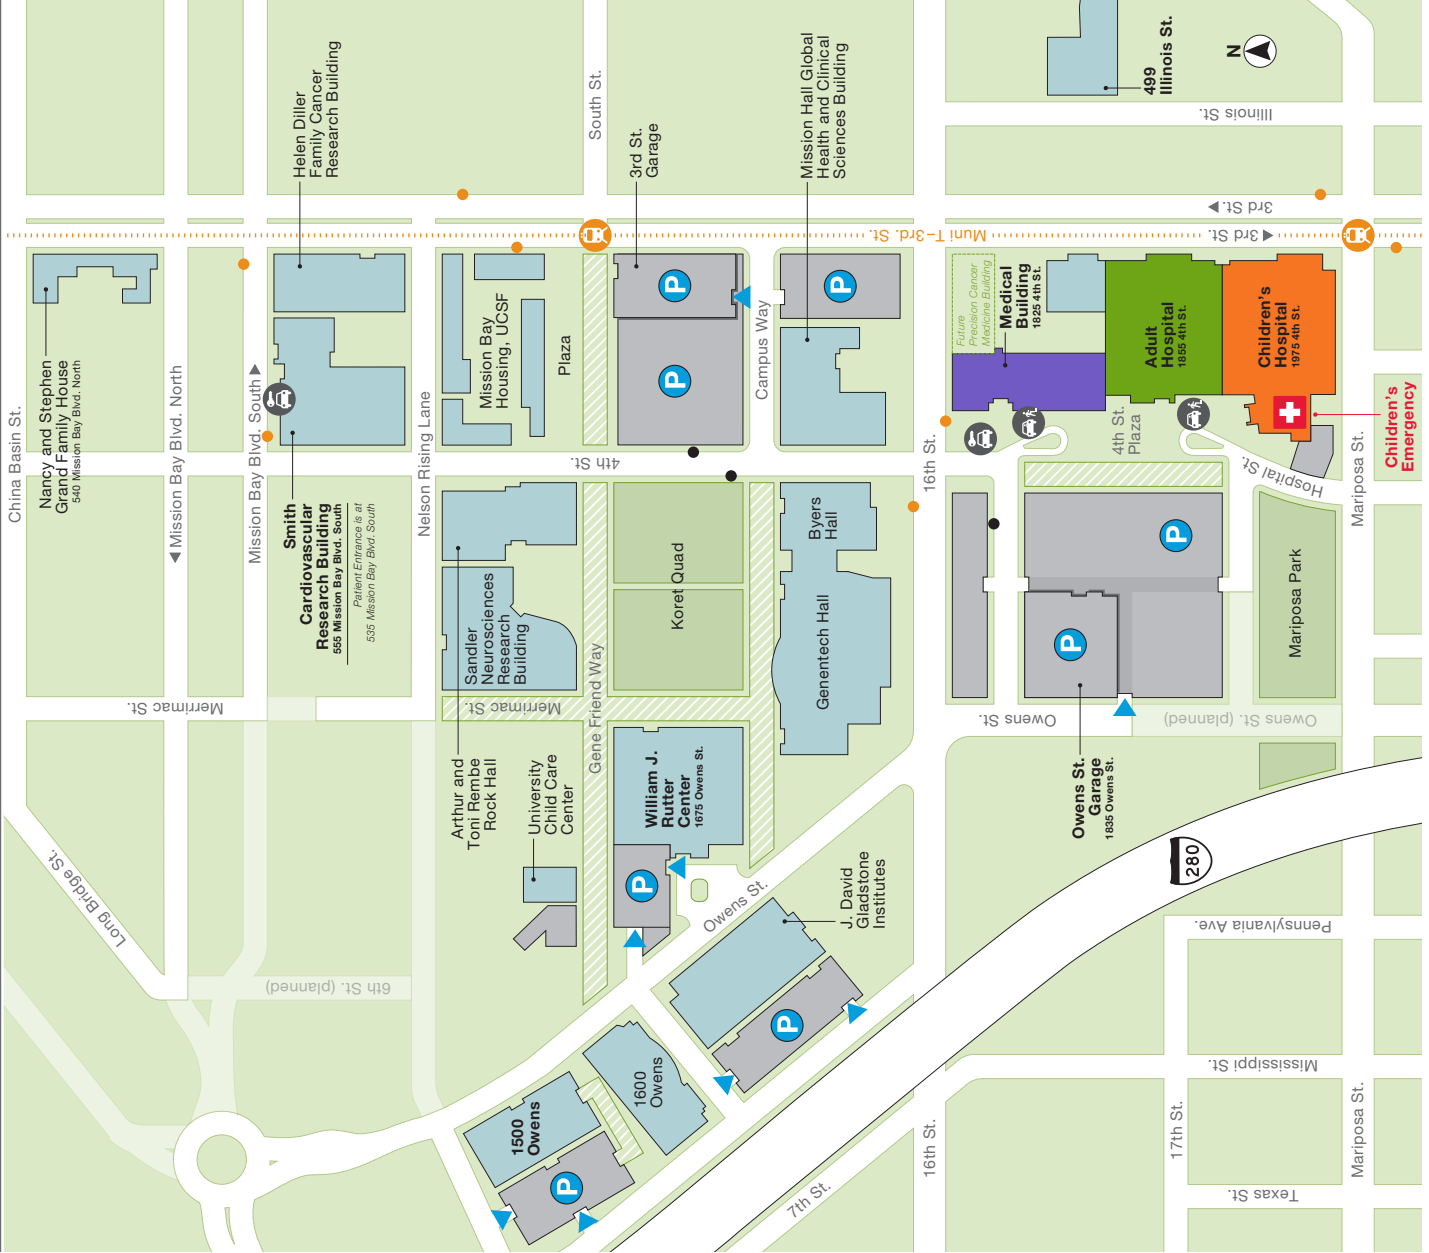 China Basin St.
Nancy and Stephen
Grand Family House
540 Mission Bay Blvd. North
Mission Bay Blvd. North
Mission Bay Blvd. South
Helen Diller
Family Cancer
Research Building
Smith
Cardiovascular
Research Building
555 Mission Bay Blvd. South
Patient Entrance is at
535 Mission Bay Blvd. South
Nelson Rising Lane
Mission Bay
Housing, UCSF
Plaza
South St.
3rd St.
Garage
P
P
Campus Way
Mission Hall Global
Health and Clinical
Sciences Building
P
499
Illinois St.
N
Illinois St.
3rd St.
3rd St.
Muni T–3rd. St.
Future
Precision Cancer
Medicine Building
Medical
Building
1825 4th St.
Adult
Hospital
1855 4th St.
Children's
Hospital
1975 4th St.
Children's
Emergency
4th St.
4th St.
Plaza
Hospital St.
16th St.
Mariposa St.
Arthur and
Toni Rembe
Rock Hall
Sandler
Neurosciences
Research
Building
Koret Quad
Byers
Hall
Genentech Hall
P
P
Owens St.
Garage
1835 Owens St.
Mariposa Park
Merrimac St.
Merrimac St.
Owens St.
Owens St. (planned)
Gene Friend Way
University
Child Care
Center
William J.
Rutter
Center
1675 Owens St.
P
Owens St.
J. David
Gladstone
Institutes
P
Long Bridge St.
6th St. (planned)
1600
Owens
1500
Owens
P
280
Pennsylvania Ave.
Mississippi St.
Texas St.
7th St.
16th St.
17th St.
Mariposa St.